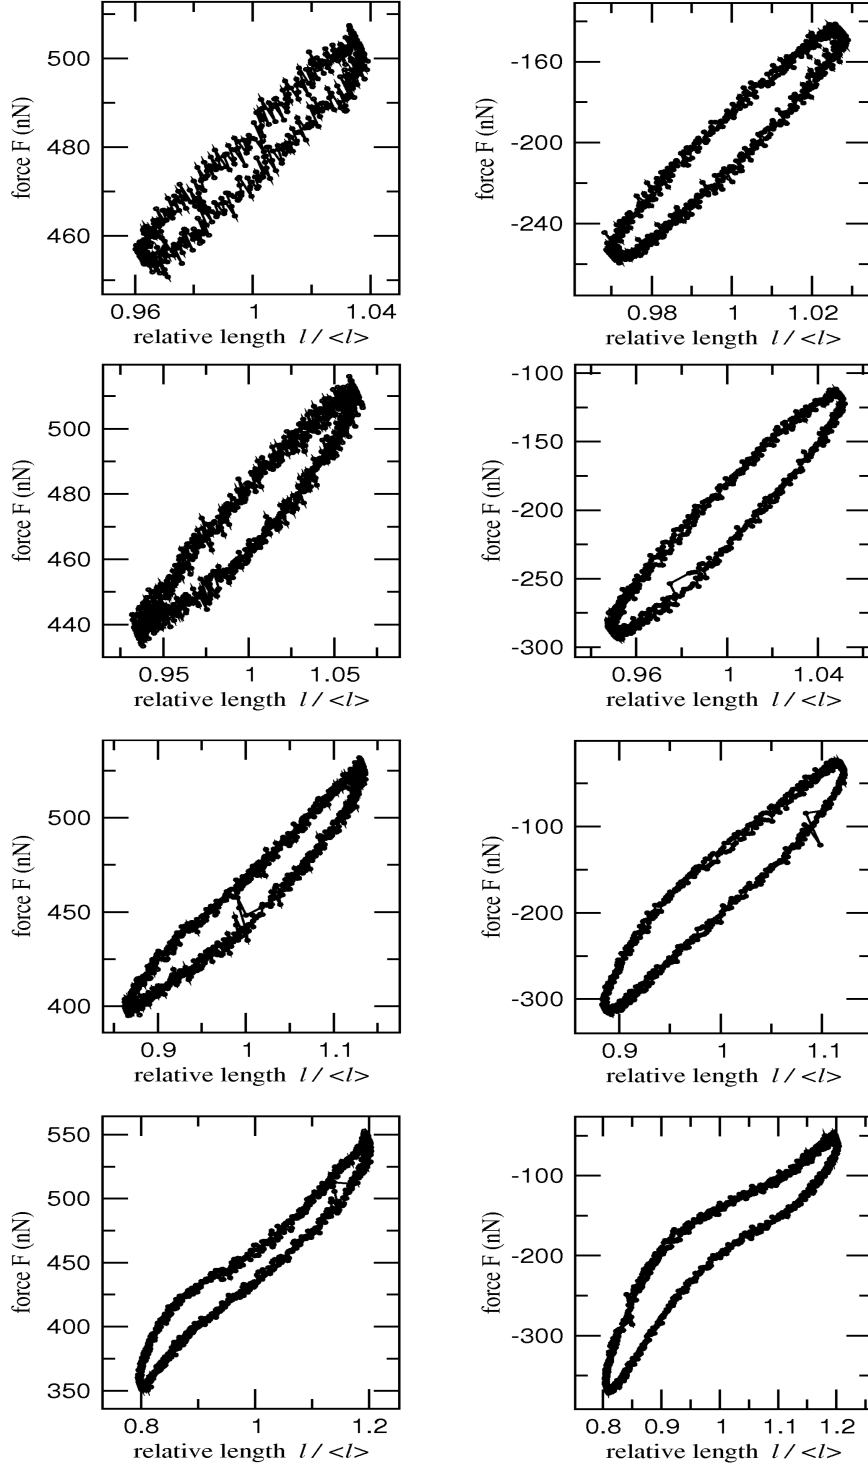 500
480
460
force F (nN)
0.96 1 1.04
relative length l / <l>
-160
-200
-240
force F (nN)
0.98 1 1.02
relative length l / <l>
500
480
460
440
force F (nN)
0.95 1 1.05
relative length l / <l>
-100
-150
-200
-250
-300
force F (nN)
0.96 1 1.04
relative length l / <l>
500
450
400
force F (nN)
0.9 1 1.1
relative length l / <l>
-100
-200
-300
force F (nN)
0.9 1 1.1
relative length l / <l>
550
500
450
400
350
force F (nN)
0.8 1 1.2
relative length l / <l>
-100
-200
-300
force F (nN)
0.8 0.9 1 1.1 1.2
relative length l / <l>